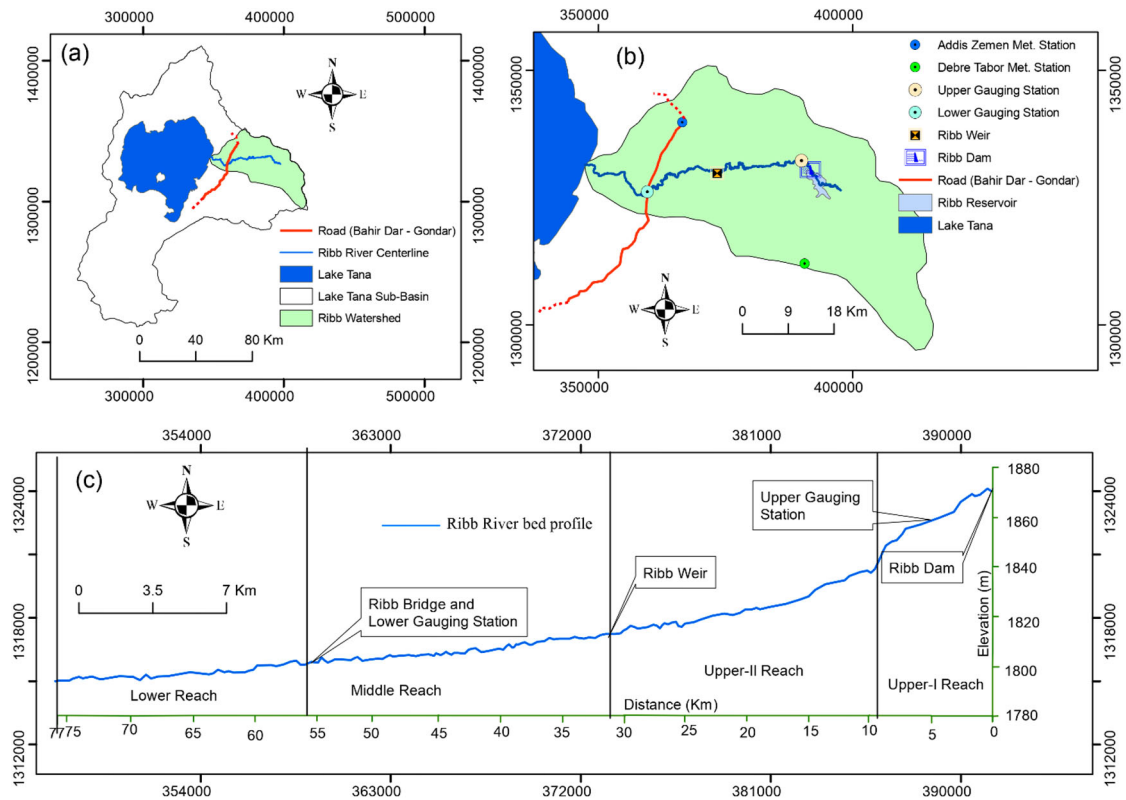 300000
400000
500000
350000
400000
(a)
1400000
1300000
1200000
N
W
E
S
Road (Bahir Dar - Gondar)
Ribb River Centerline
Lake Tana
Lake Tana Sub-Basin
Ribb Watershed
0
40
80 Km
300000
400000
500000
(b)
1350000
1300000
Addis Zemen Met. Station
Debre Tabor Met. Station
Upper Gauging Station
Lower Gauging Station
Ribb Weir
Ribb Dam
Road (Bahir Dar - Gondar)
Ribb Reservoir
Lake Tana
1350000
1300000
N
W
E
S
0
9
18 Km
350000
400000
354000
363000
372000
381000
390000
(c)
N
W
E
S
1324000
1318000
1312000
Ribb River bed profile
0
3.5
7 Km
Upper Gauging
Station
Ribb Dam
Ribb Weir
Ribb Bridge and
Lower Gauging Station
1880
1860
1840
1820
1800
1780
Elevation (m)
1324000
1318000
1312000
Lower Reach
Middle Reach
Upper-II Reach
Upper-I Reach
Distance (Km)
70
65
60
55
50
45
40
35
30
25
20
15
10
5
0
354000
363000
372000
381000
390000